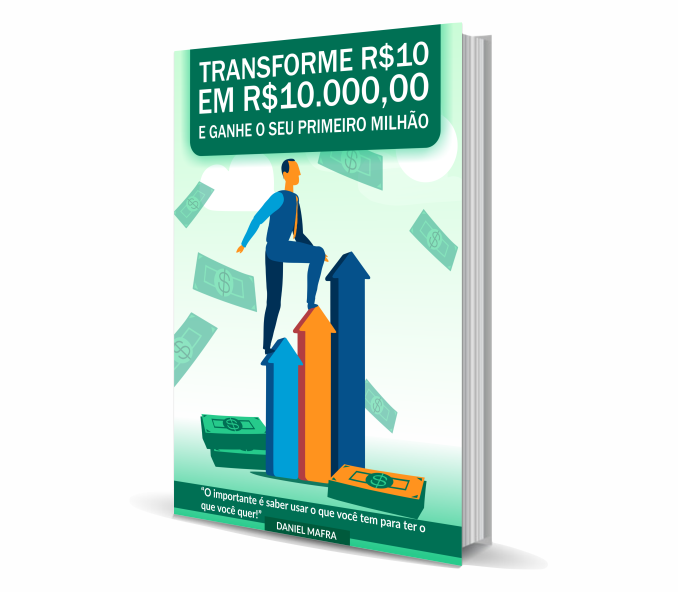 TRANSFORME R$10
EM R$10.000,00
E GANHE O SEU PRIMEIRO MILHÃO
"O importante é saber usar o que você tem para ter o
que você quer!"
DANIEL MAFRA